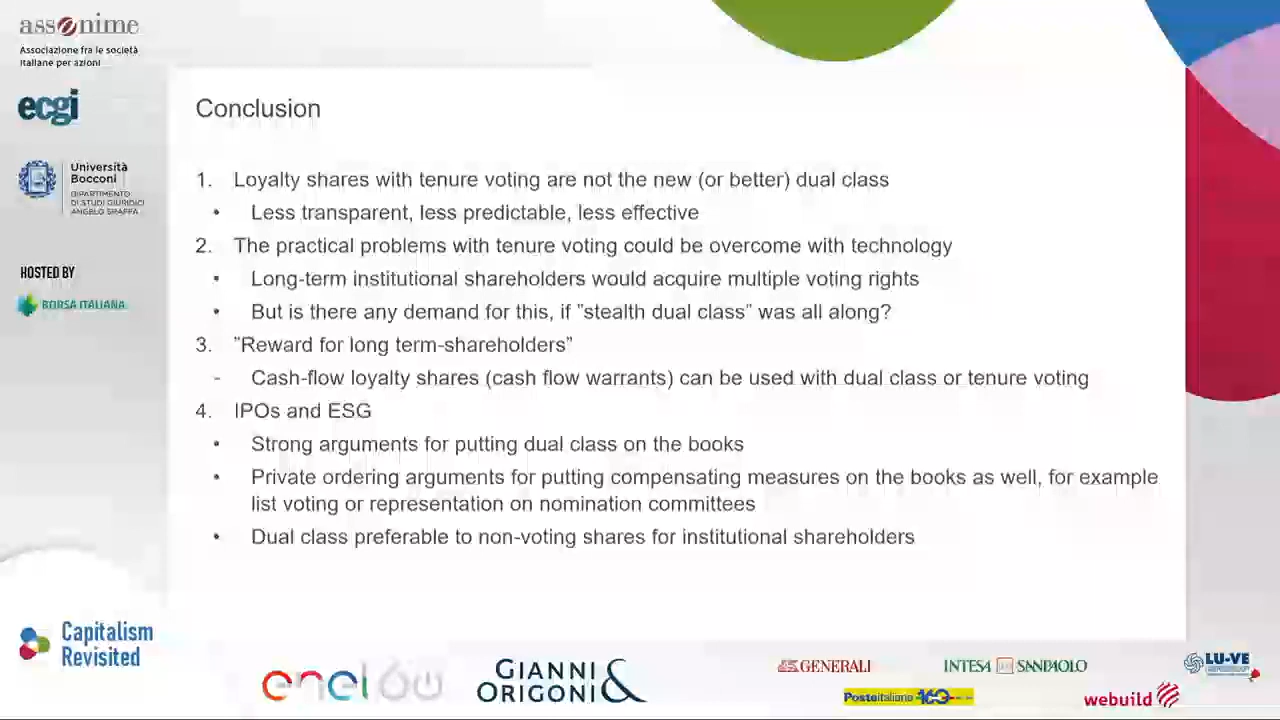 assonime
Associazione fra le società
italiane per azioni
ecgi
Università
Bocconi
DIPARTIMENTO
DI STUDI GIURIDICI
ANGELO SRAFFA
HOSTED BY
BORSA ITALIANA
Conclusion
1. Loyalty shares with tenure voting are not the new (or better) dual class
• Less transparent, less predictable, less effective
2. The practical problems with tenure voting could be overcome with technology
• Long-term institutional shareholders would acquire multiple voting rights
• But is there any demand for this, if ”stealth dual class” was all along?
3. ”Reward for long term-shareholders”
- Cash-flow loyalty shares (cash flow warrants) can be used with dual class or tenure voting
4. IPOs and ESG
• Strong arguments for putting dual class on the books
• Private ordering arguments for putting compensating measures on the books as well, for example
list voting or representation on nomination committees
• Dual class preferable to non-voting shares for institutional shareholders
Capitalism
Revisited
enel 60
GIANNI &
ORIGONI
GENERALI
INTESA SANPAOLO
LU-VE
Posteitaliane 160
webuild